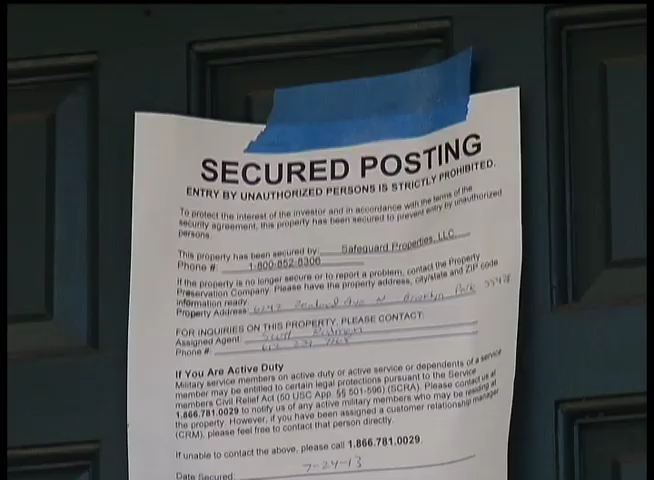 SECURED POSTING
ENTRY BY UNAUTHORIZED PERSONS IS STRICTLY PROHIBITED.
To protect the interest of the investor and in accordance with the terms of the
security agreement, this property has been secured to prevent entry by unauthorized
persons.
This property has been secured by: Safeguard Properties, LLC
Phone #: 1-800-852-8306
If the property is no longer secure or to report a problem, contact the Property
Preservation Company. Please have the property address, city/state and ZIP code
information ready.
Property Address: Ave N Brooklyn Park
FOR INQUIRIES ON THIS PROPERTY, PLEASE CONTACT:
Assigned Agent: Scott
Phone #: 612
If You Are Active Duty
Military service members on active duty or active service or dependents of a service
member may be entitled to certain legal protections pursuant to the Service
members Civil Relief Act (50 USC App. §§ 501-596) (SCRA). Please contact us at
1.866.781.0029 to notify us of any active military members who may be residing at
the property. However, if you have been assigned a customer relationship manager
(CRM), please feel free to contact that person directly.
If unable to contact the above, please call 1.866.781.0029.
Date Secured: 7-24-13